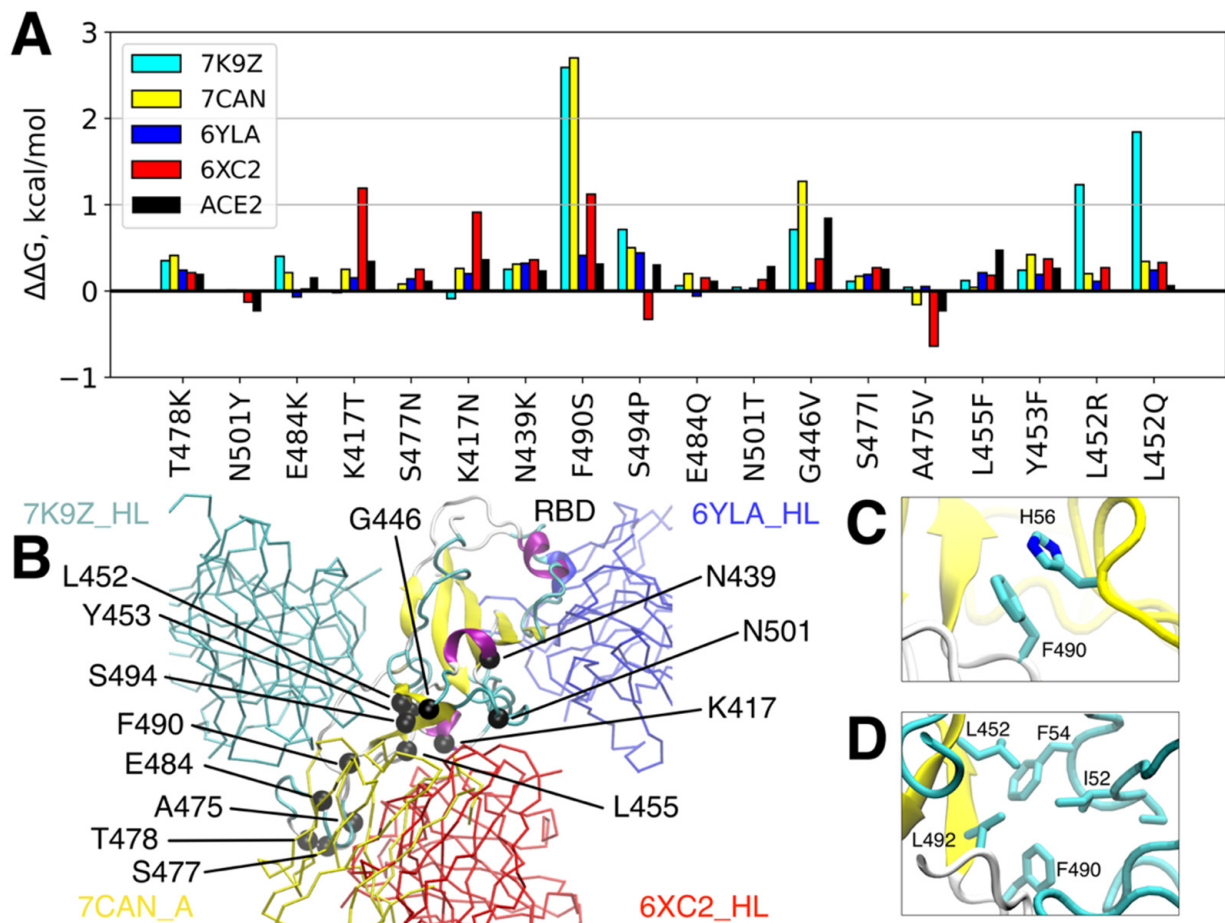 A
3
2
1
0
−1
ΔΔG, kcal/mol
7K9Z
7CAN
6YLA
6XC2
ACE2
T478K
N501Y
E484K
K417T
S477N
K417N
N439K
F490S
S494P
E484Q
N501T
G446V
S477I
A475V
L455F
Y453F
L452R
L452Q
B
7K9Z_HL
G446
RBD
6YLA_HL
L452
Y453
S494
F490
E484
A475
T478
S477
N439
N501
K417
L455
7CAN_A
6XC2_HL
C
H56
F490
D
L452
F54
I52
L492
F490